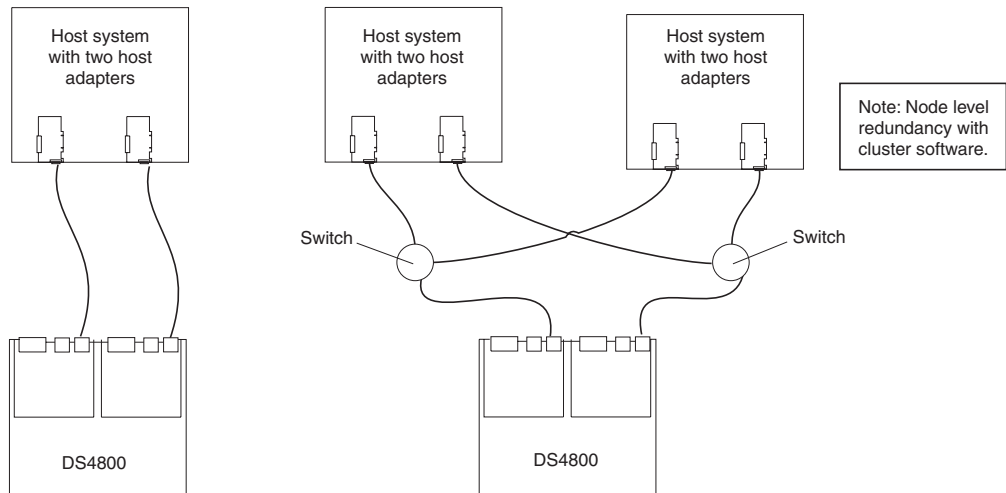 Host system
with two host
adapters
Host system
with two host
adapters
Host system
with two host
adapters
Note: Node level
redundancy with
cluster software.
Switch
Switch
DS4800
DS4800